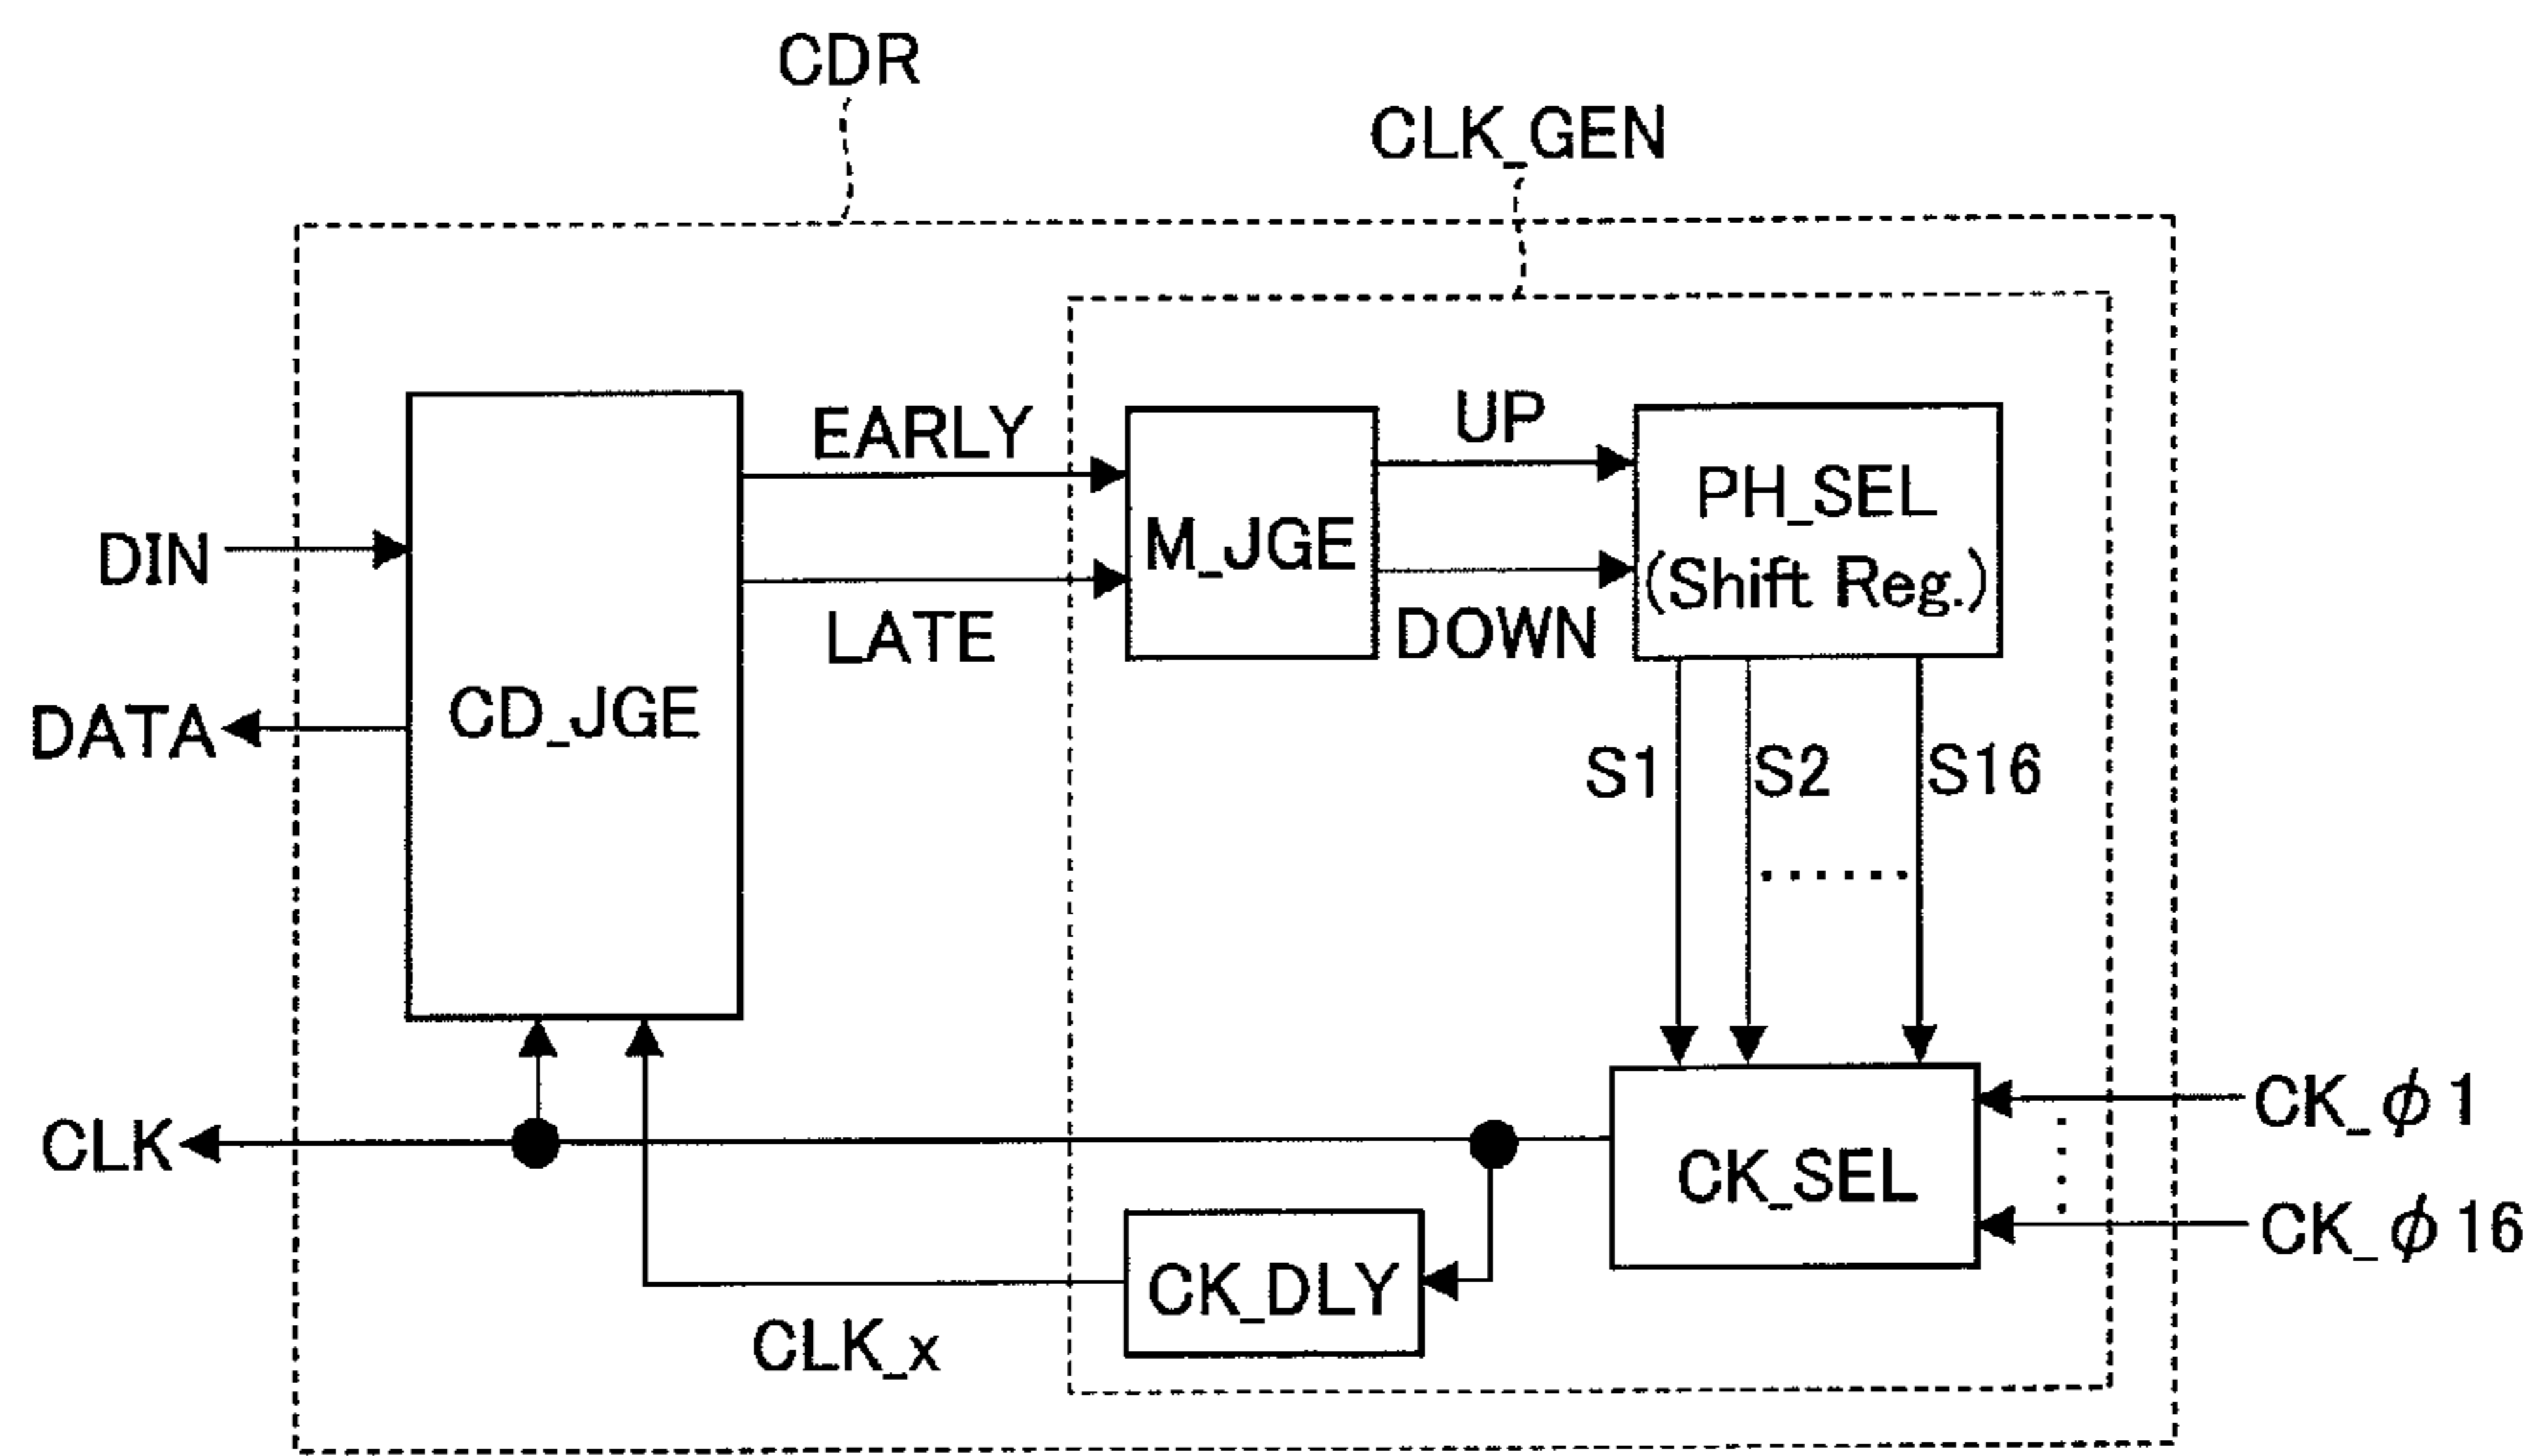 CDR
CLK_GEN
EARLY
UP
PH_SEL
(Shift Reg.)
M_JGE
DIN
LATE
DOWN
CD_JGE
DATA
S1
S2
S16
CK_φ1
CLK
CK_SEL
CK_φ16
CK_DLY
CLK_x